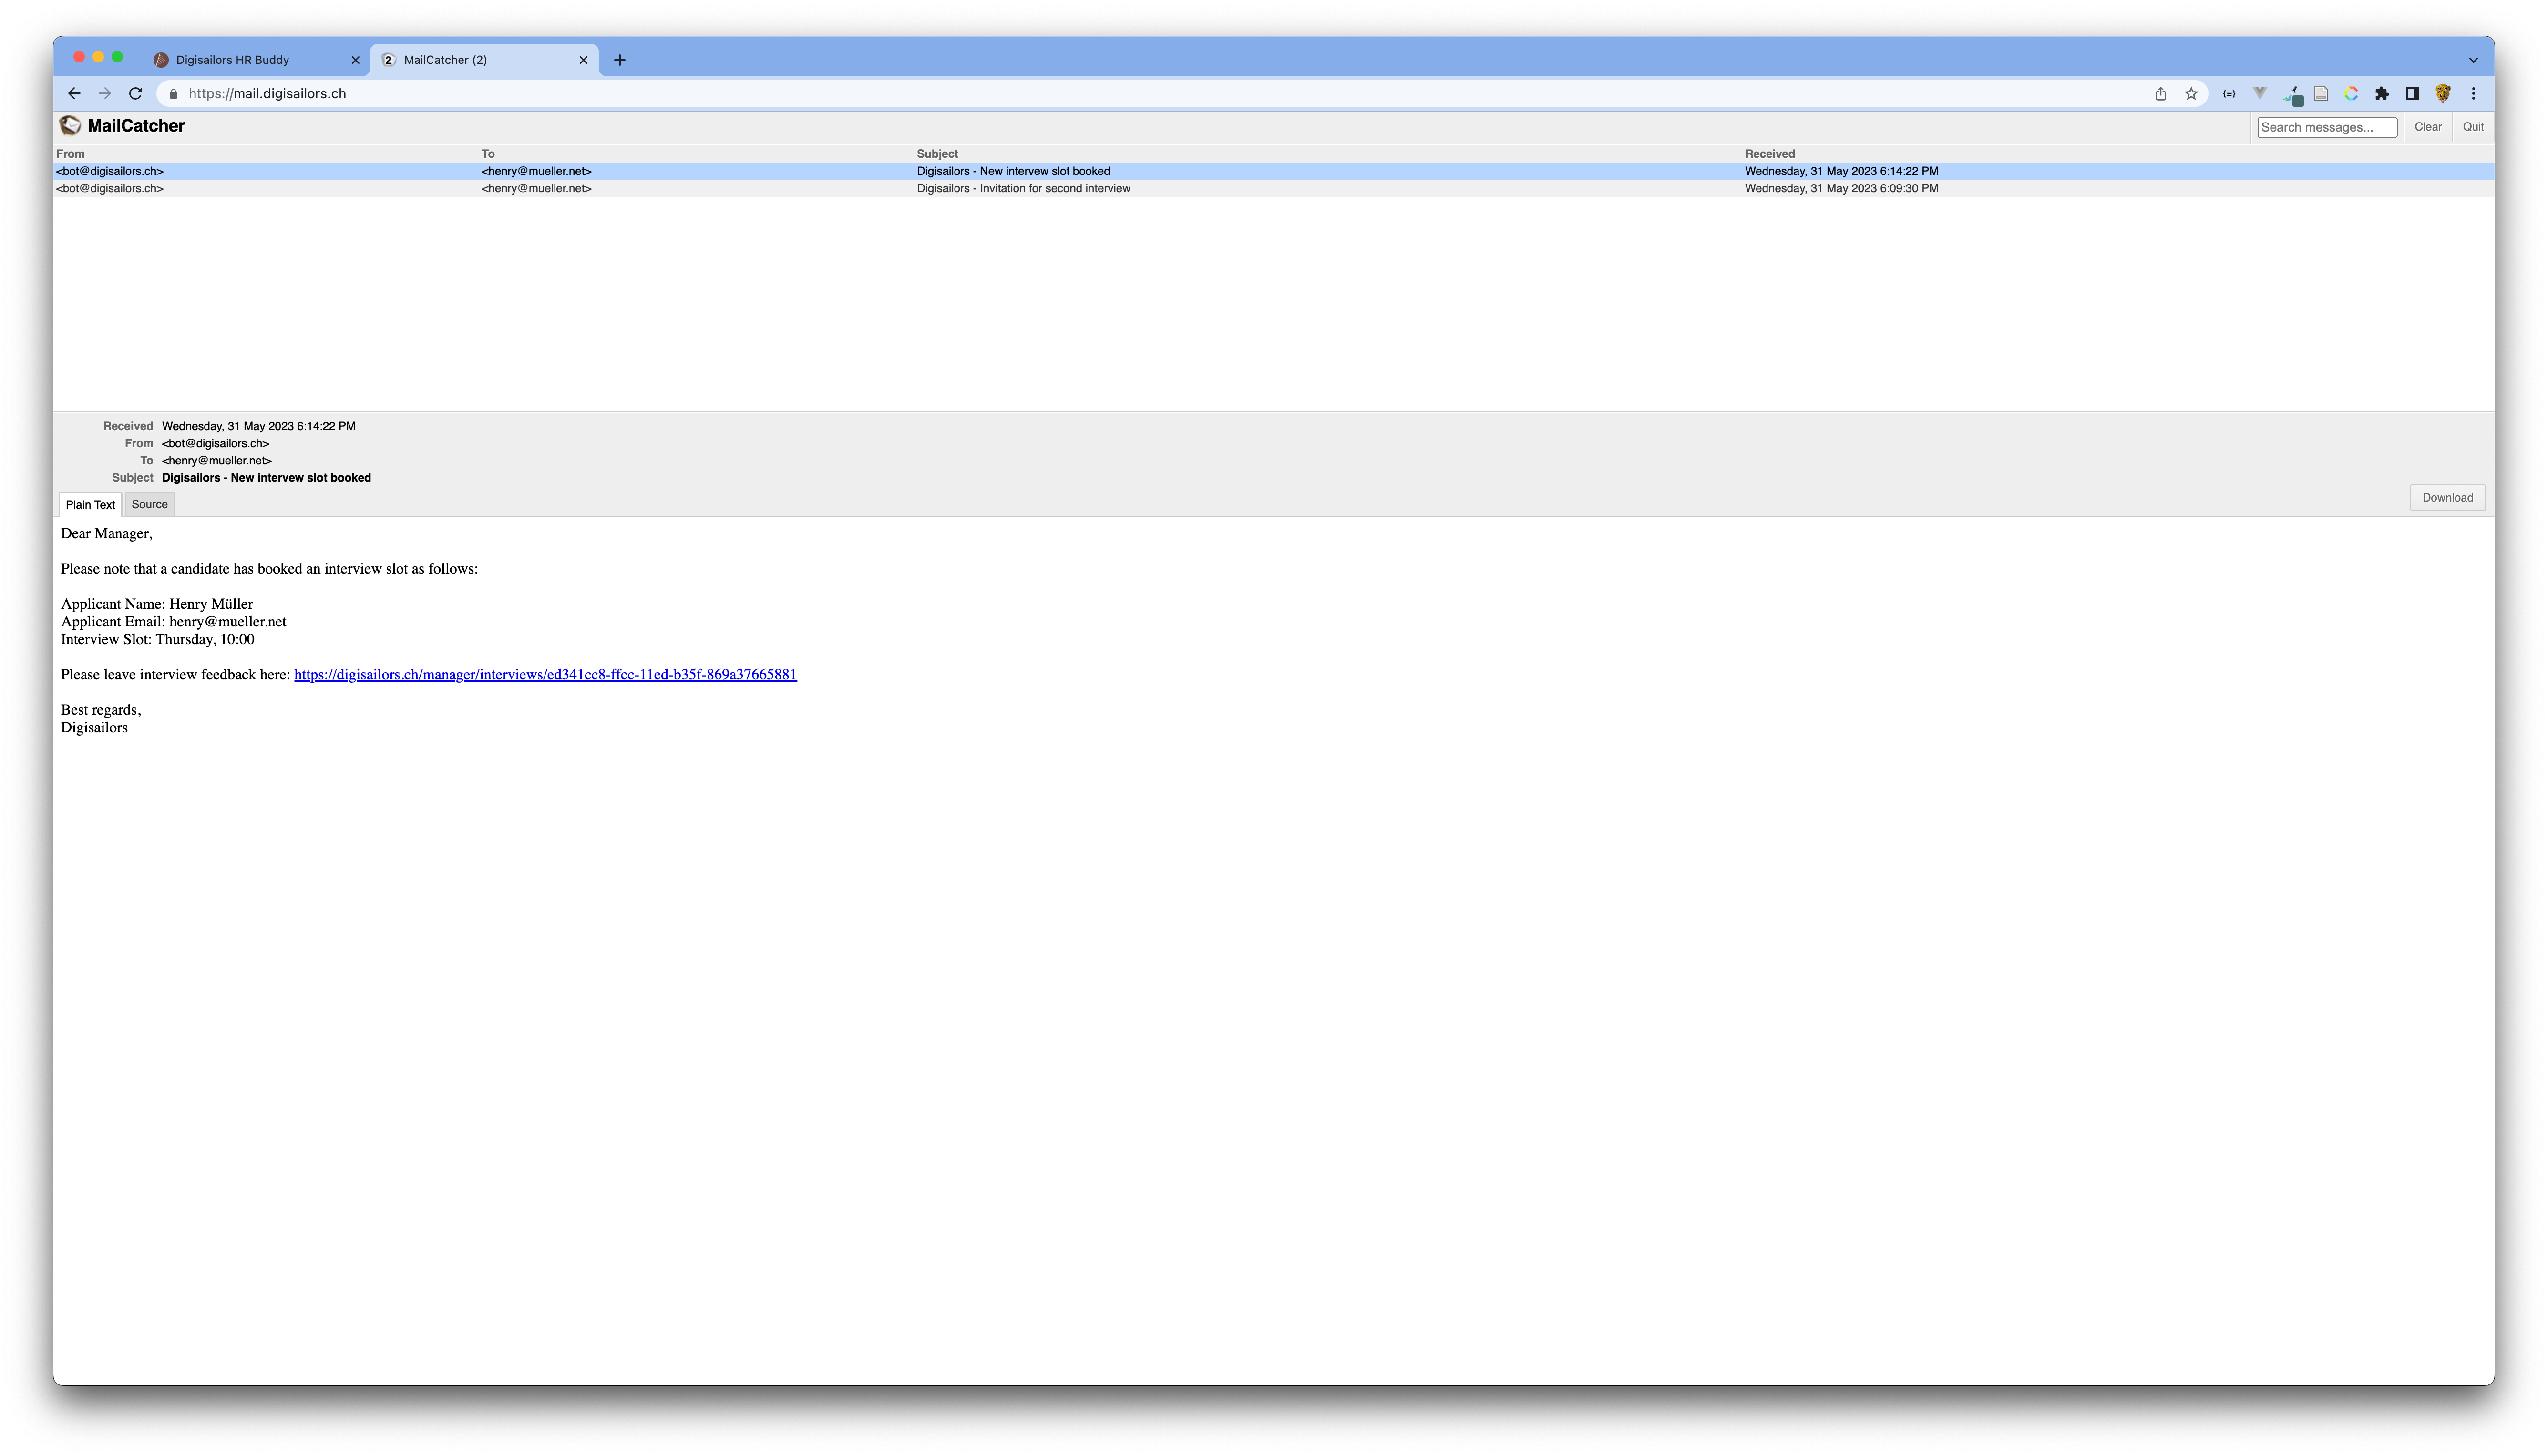 Digisailors HR Buddy
2 MailCatcher (2)
https://mail.digisailors.ch
MailCatcher
Search messages...
Clear
Quit
From To Subject Received
<bot@digisailors.ch> <henry@mueller.net> Digisailors - New intervew slot booked Wednesday, 31 May 2023 6:14:22 PM
<bot@digisailors.ch> <henry@mueller.net> Digisailors - Invitation for second interview Wednesday, 31 May 2023 6:09:30 PM
Received Wednesday, 31 May 2023 6:14:22 PM
From <bot@digisailors.ch>
To <henry@mueller.net>
Subject Digisailors - New intervew slot booked
Plain Text Source
Download
Dear Manager,
Please note that a candidate has booked an interview slot as follows:
Applicant Name: Henry Müller
Applicant Email: henry@mueller.net
Interview Slot: Thursday, 10:00
Please leave interview feedback here: https://digisailors.ch/manager/interviews/ed341cc8-ffcc-11ed-b35f-869a37665881
Best regards,
Digisailors